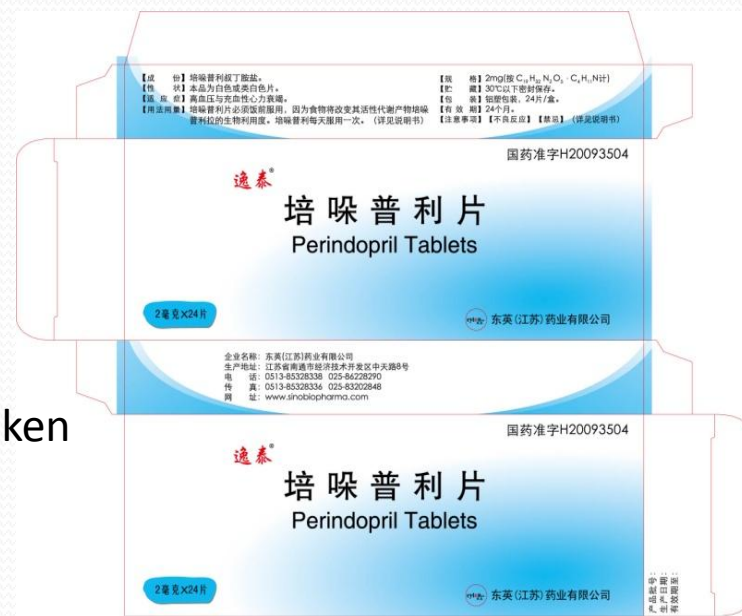 【成 份】培哚普利叔丁胺盐。
【性 状】本品为白色或类白色片。
【适 应 症】高血压与充血性心力衰竭。
【用法用量】培哚普利片必须饭前服用，因为食物将改变其活性代谢产物培哚
普利拉的生物利用度。培哚普利每天服用一次。（详见说明书）
【规 格】2mg(按 C₁₉H₃₂N₂O₅·C₄H₁₁N计)
【贮 藏】30℃以下密封保存。
【包 装】铝塑包装，24片/盒。
【有 效 期】24个月。
【注意事项】【不良反应】【禁忌】（详见说明书）
国药准字H20093504
逸泰®
培哚普利片
Perindopril Tablets
2毫克X24片
东英(江苏)药业有限公司
企业名称：东英(江苏)药业有限公司
生产地址：江苏省南通市经济技术开发区中天路8号
电 话：0513-85328338 025-86228290
传 真：0513-85328336 025-83202848
网 址：www.sinobiopharma.com
ken
国药准字H20093504
逸泰®
培哚普利片
Perindopril Tablets
2毫克X24片
东英(江苏)药业有限公司
产品批号：
生产日期：
有效期至：